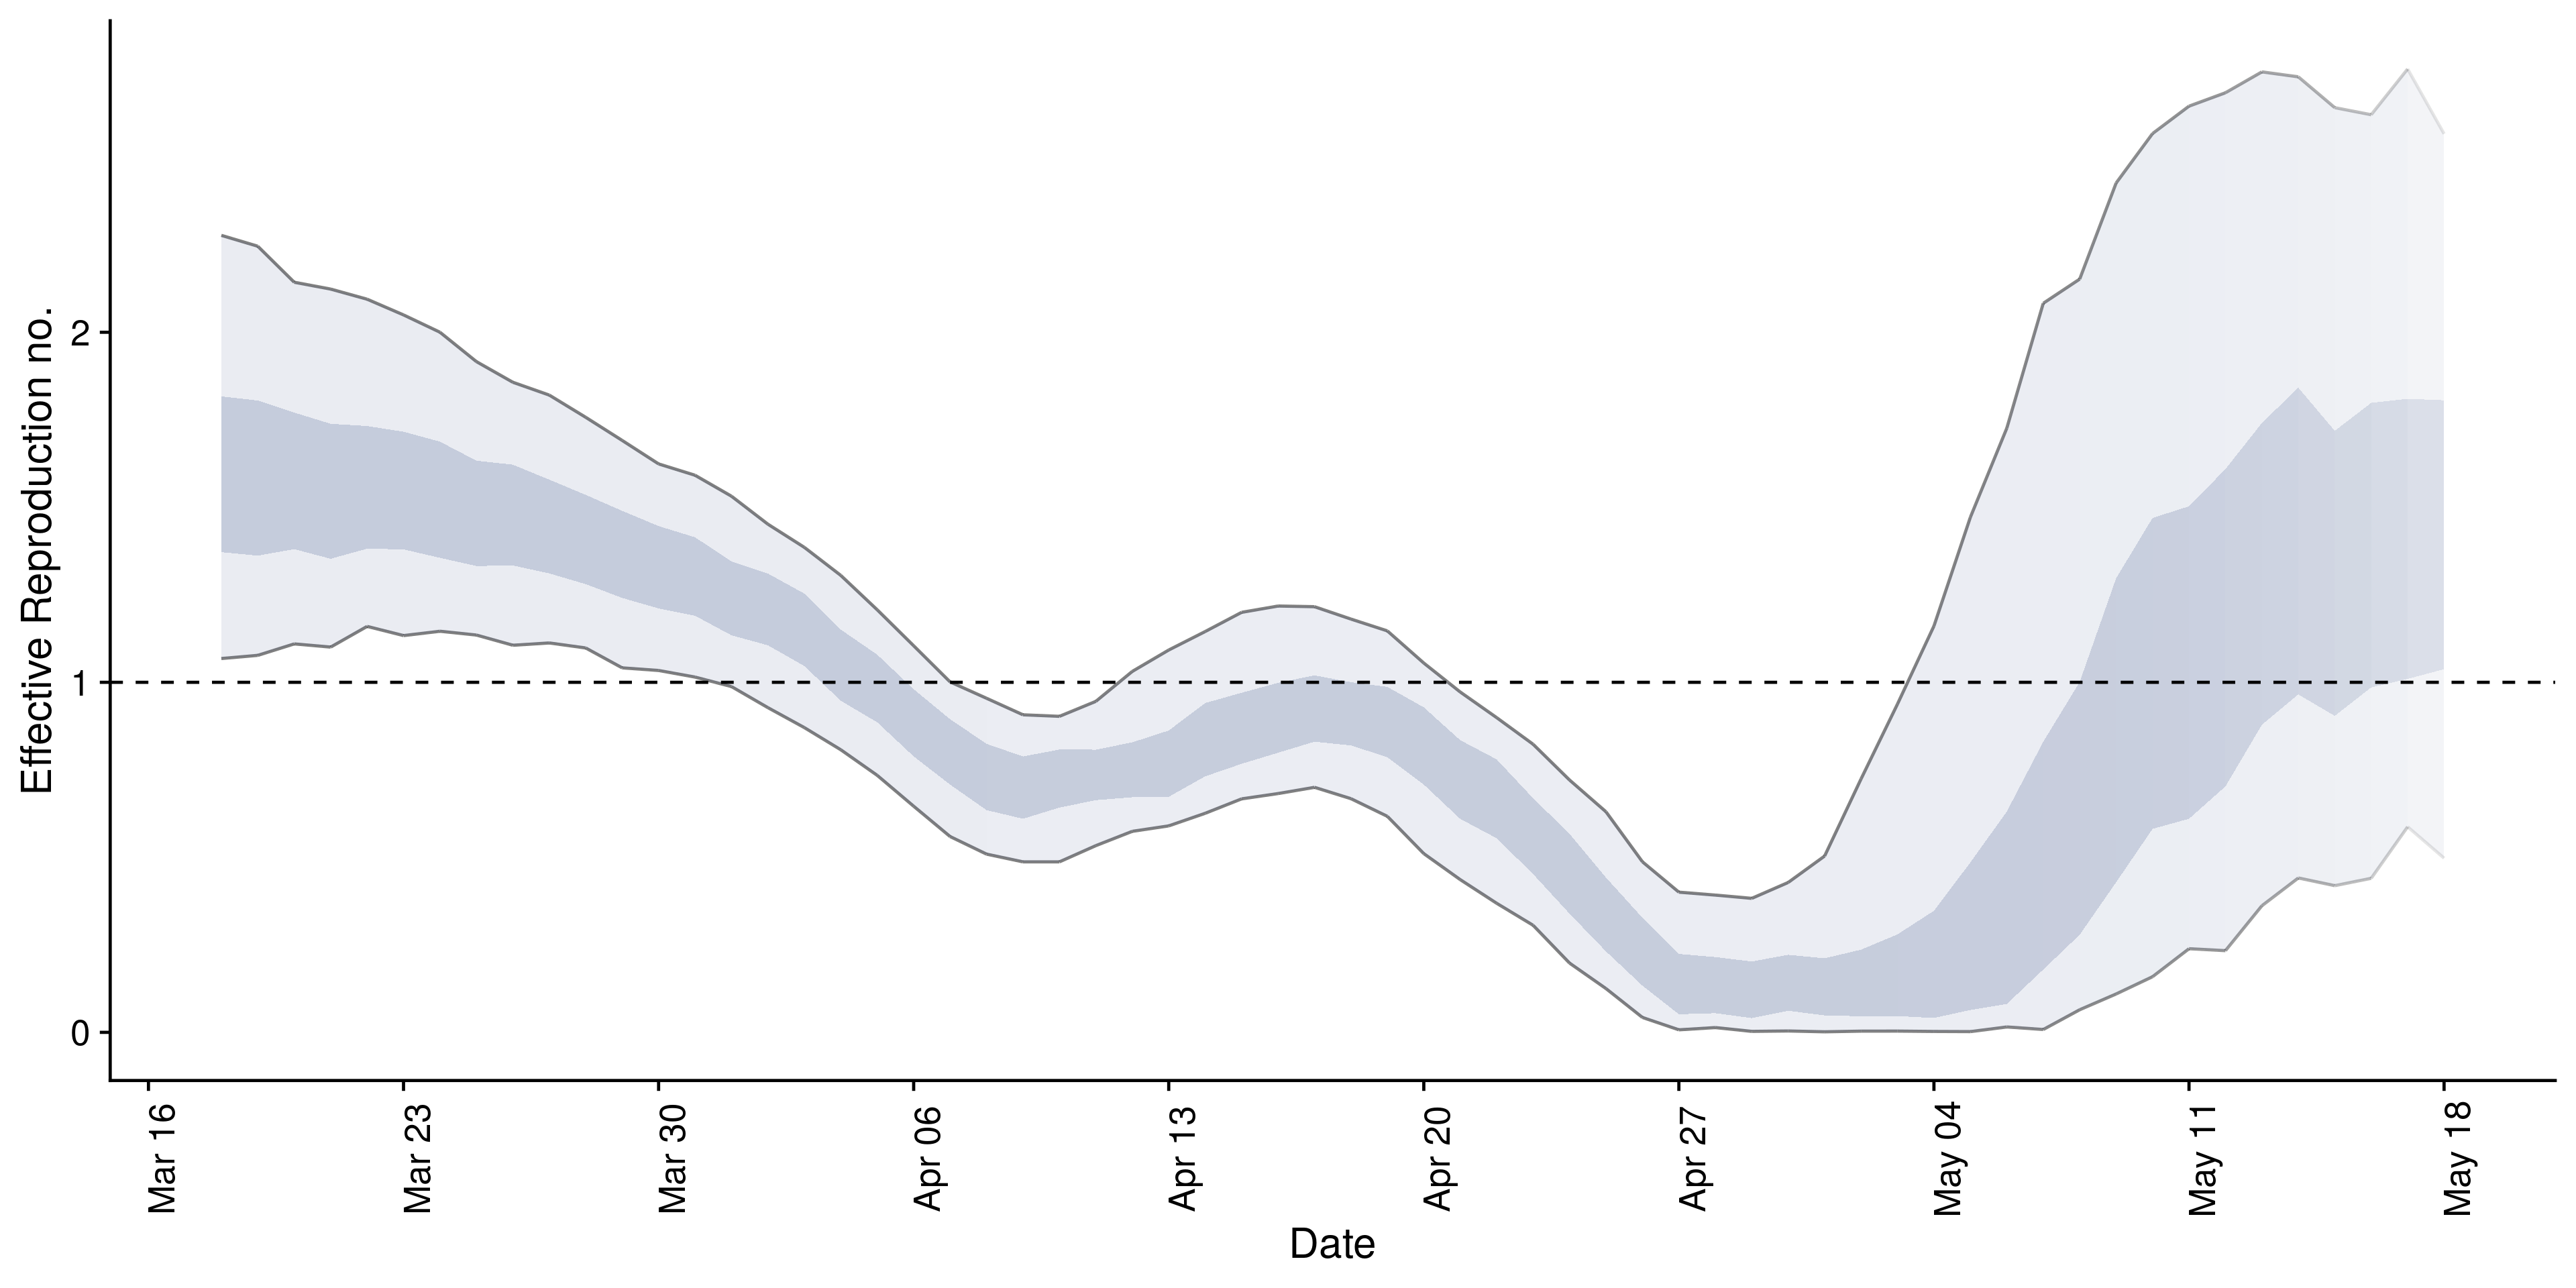 Effective Reproduction no.
2
1
0
Mar 16
Mar 23
Mar 30
Apr 06
Apr 13
Apr 20
Apr 27
May 04
May 11
May 18
Date